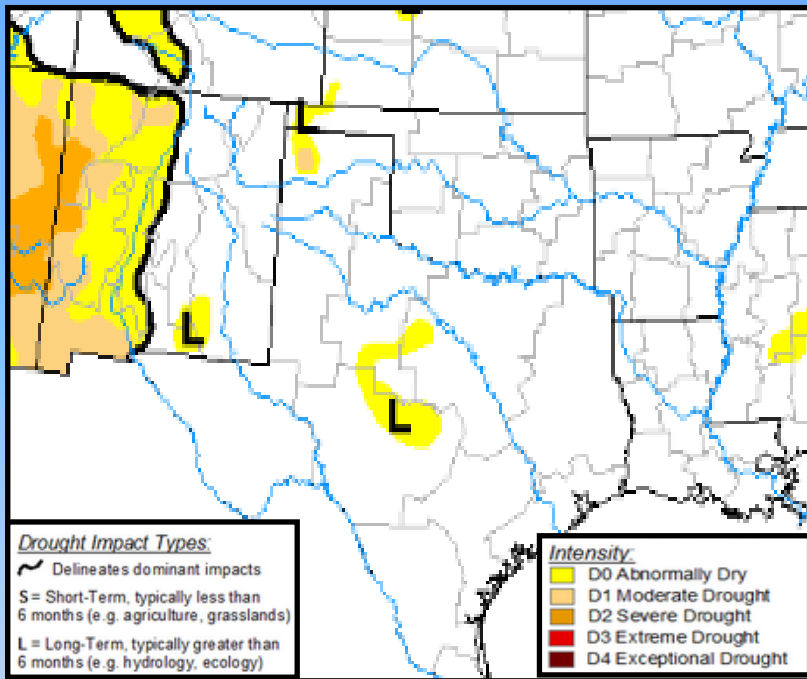 L
L
L
Drought Impact Types:
Delineates dominant impacts
S = Short-Term, typically less than
6 months (e.g. agriculture, grasslands)
L = Long-Term, typically greater than
6 months (e.g. hydrology, ecology)
Intensity:
D0 Abnormally Dry
D1 Moderate Drought
D2 Severe Drought
D3 Extreme Drought
D4 Exceptional Drought